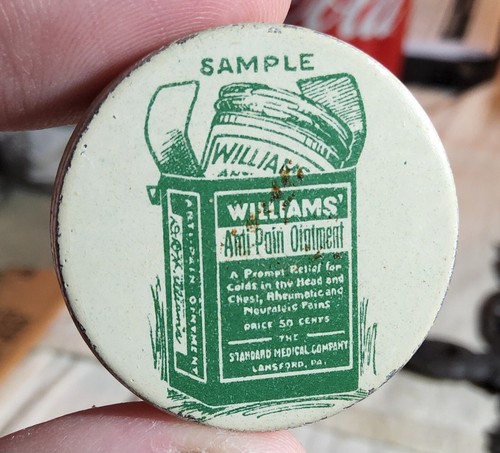 SAMPLE
WILLIAMS
WILLIAMS'
Anti-Pain Ointment
A Prompt Relief for
Colds in the Head and
Chest, Rheumatic and
Neuralgic Pains
PRICE 50 CENTS
THE
STANDARD MEDICAL COMPANY
LANSFORD, PA.
ANTI-PAIN OINTMENT